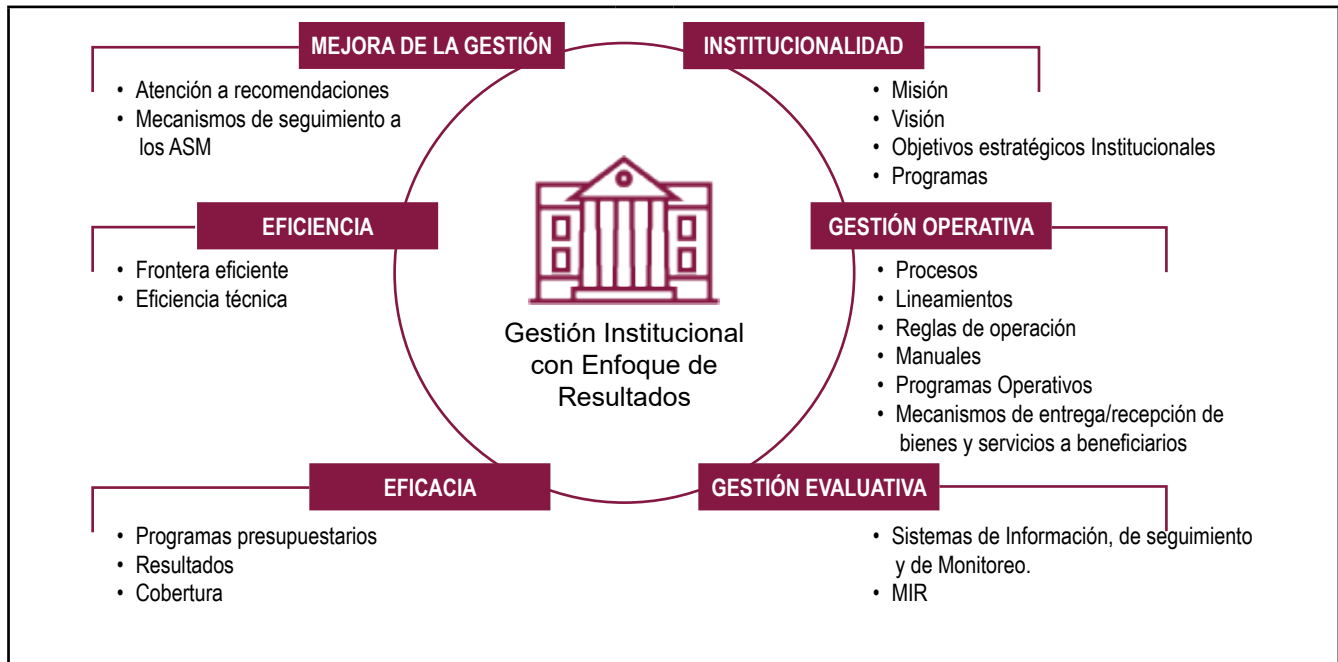 MEJORA DE LA GESTIÓN
• Atención a recomendaciones
• Mecanismos de seguimiento a
los ASM
INSTITUCIONALIDAD
• Misión
• Visión
• Objetivos estratégicos Institucionales
• Programas
EFICIENCIA
• Frontera eficiente
• Eficiencia técnica
Gestión Institucional
con Enfoque de
Resultados
GESTIÓN OPERATIVA
• Procesos
• Lineamientos
• Reglas de operación
• Manuales
• Programas Operativos
• Mecanismos de entrega/recepción de
bienes y servicios a beneficiarios
EFICACIA
• Programas presupuestarios
• Resultados
• Cobertura
GESTIÓN EVALUATIVA
• Sistemas de Información, de seguimiento
y de Monitoreo.
• MIR